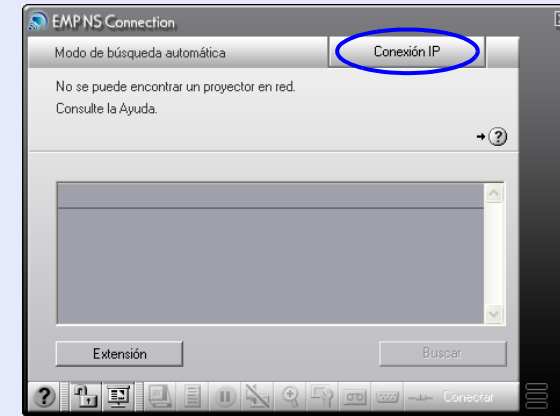 EMP NS Connection
Modo de búsqueda automática
Conexión IP
No se puede encontrar un proyector en red.
Consulte la Ayuda.
Extensión
Buscar
Conectar